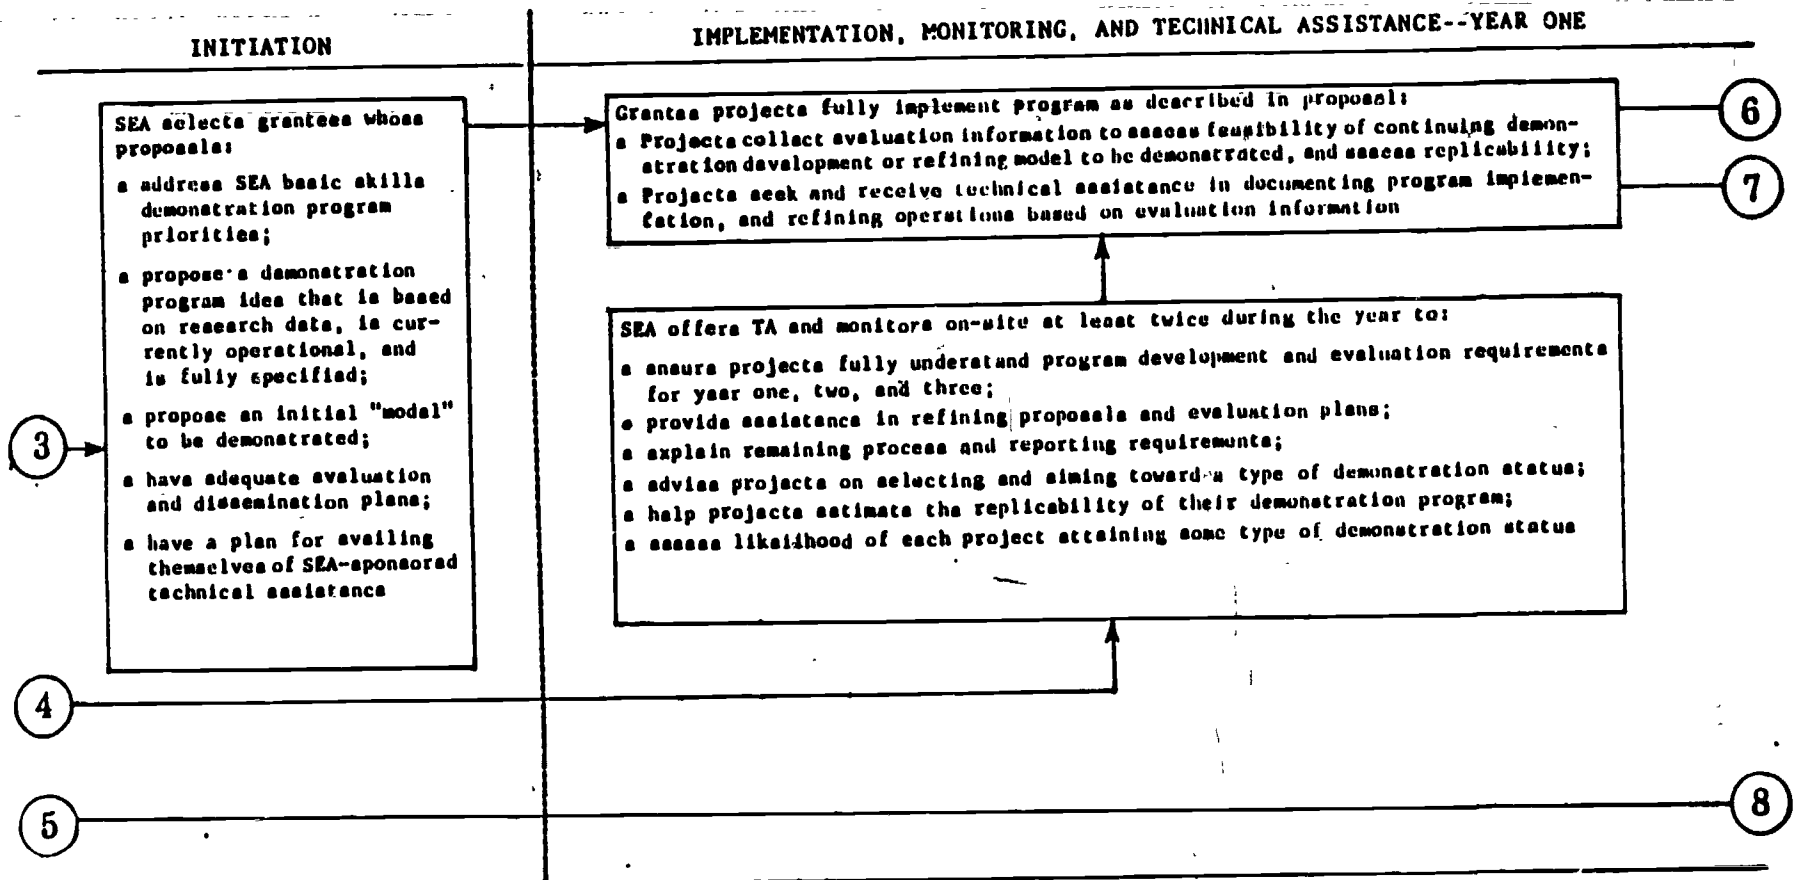 INITIATION
IMPLEMENTATION, MONITORING, AND TECHNICAL ASSISTANCE--YEAR ONE
SEA selects grantees whose
proposals:
• address SEA basic skills
demonstration program
priorities;
• propose a demonstration
program idea that is based
on research data, is cur-
rently operational, and
is fully specified;
• propose an initial "model"
to be demonstrated;
• have adequate evaluation
and dissemination plans;
• have a plan for availing
themselves of SEA-sponsored
technical assistance
Grantee projects fully implement program as described in proposal:
• Projects collect evaluation information to assess feasibility of continuing demon-
stration development or refining model to be demonstrated, and assess replicability;
• Projects seek and receive technical assistance in documenting program implemen-
tation, and refining operations based on evaluation information
SEA offers TA and monitors on-site at least twice during the year to:
• ensure projects fully understand program development and evaluation requirements
for year one, two, and three;
• provide assistance in refining proposals and evaluation plans;
• explain remaining process and reporting requirements;
• advise projects on selecting and aiming toward a type of demonstration status;
• help projects estimate the replicability of their demonstration program;
• assess likelihood of each project attaining some type of demonstration status
3
4
5
6
7
8